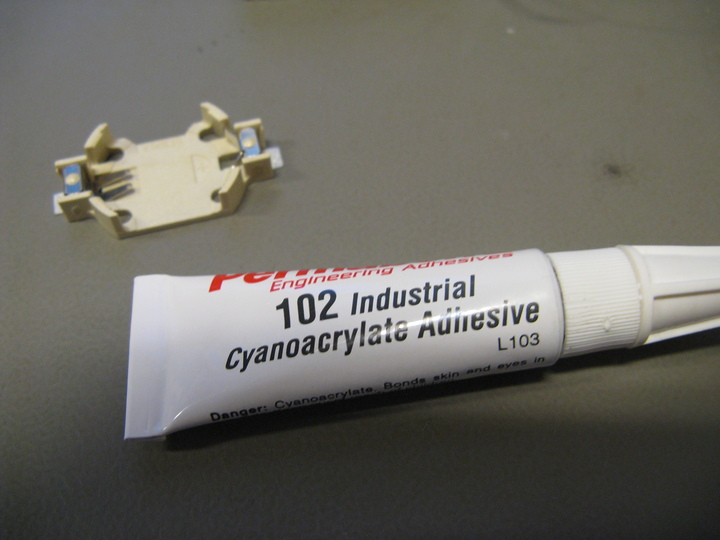 Engineering Adhesives
102 Industrial
Cyanoacrylate Adhesive
L103
Danger: Cyanoacrylate. Bonds skin and eyes in